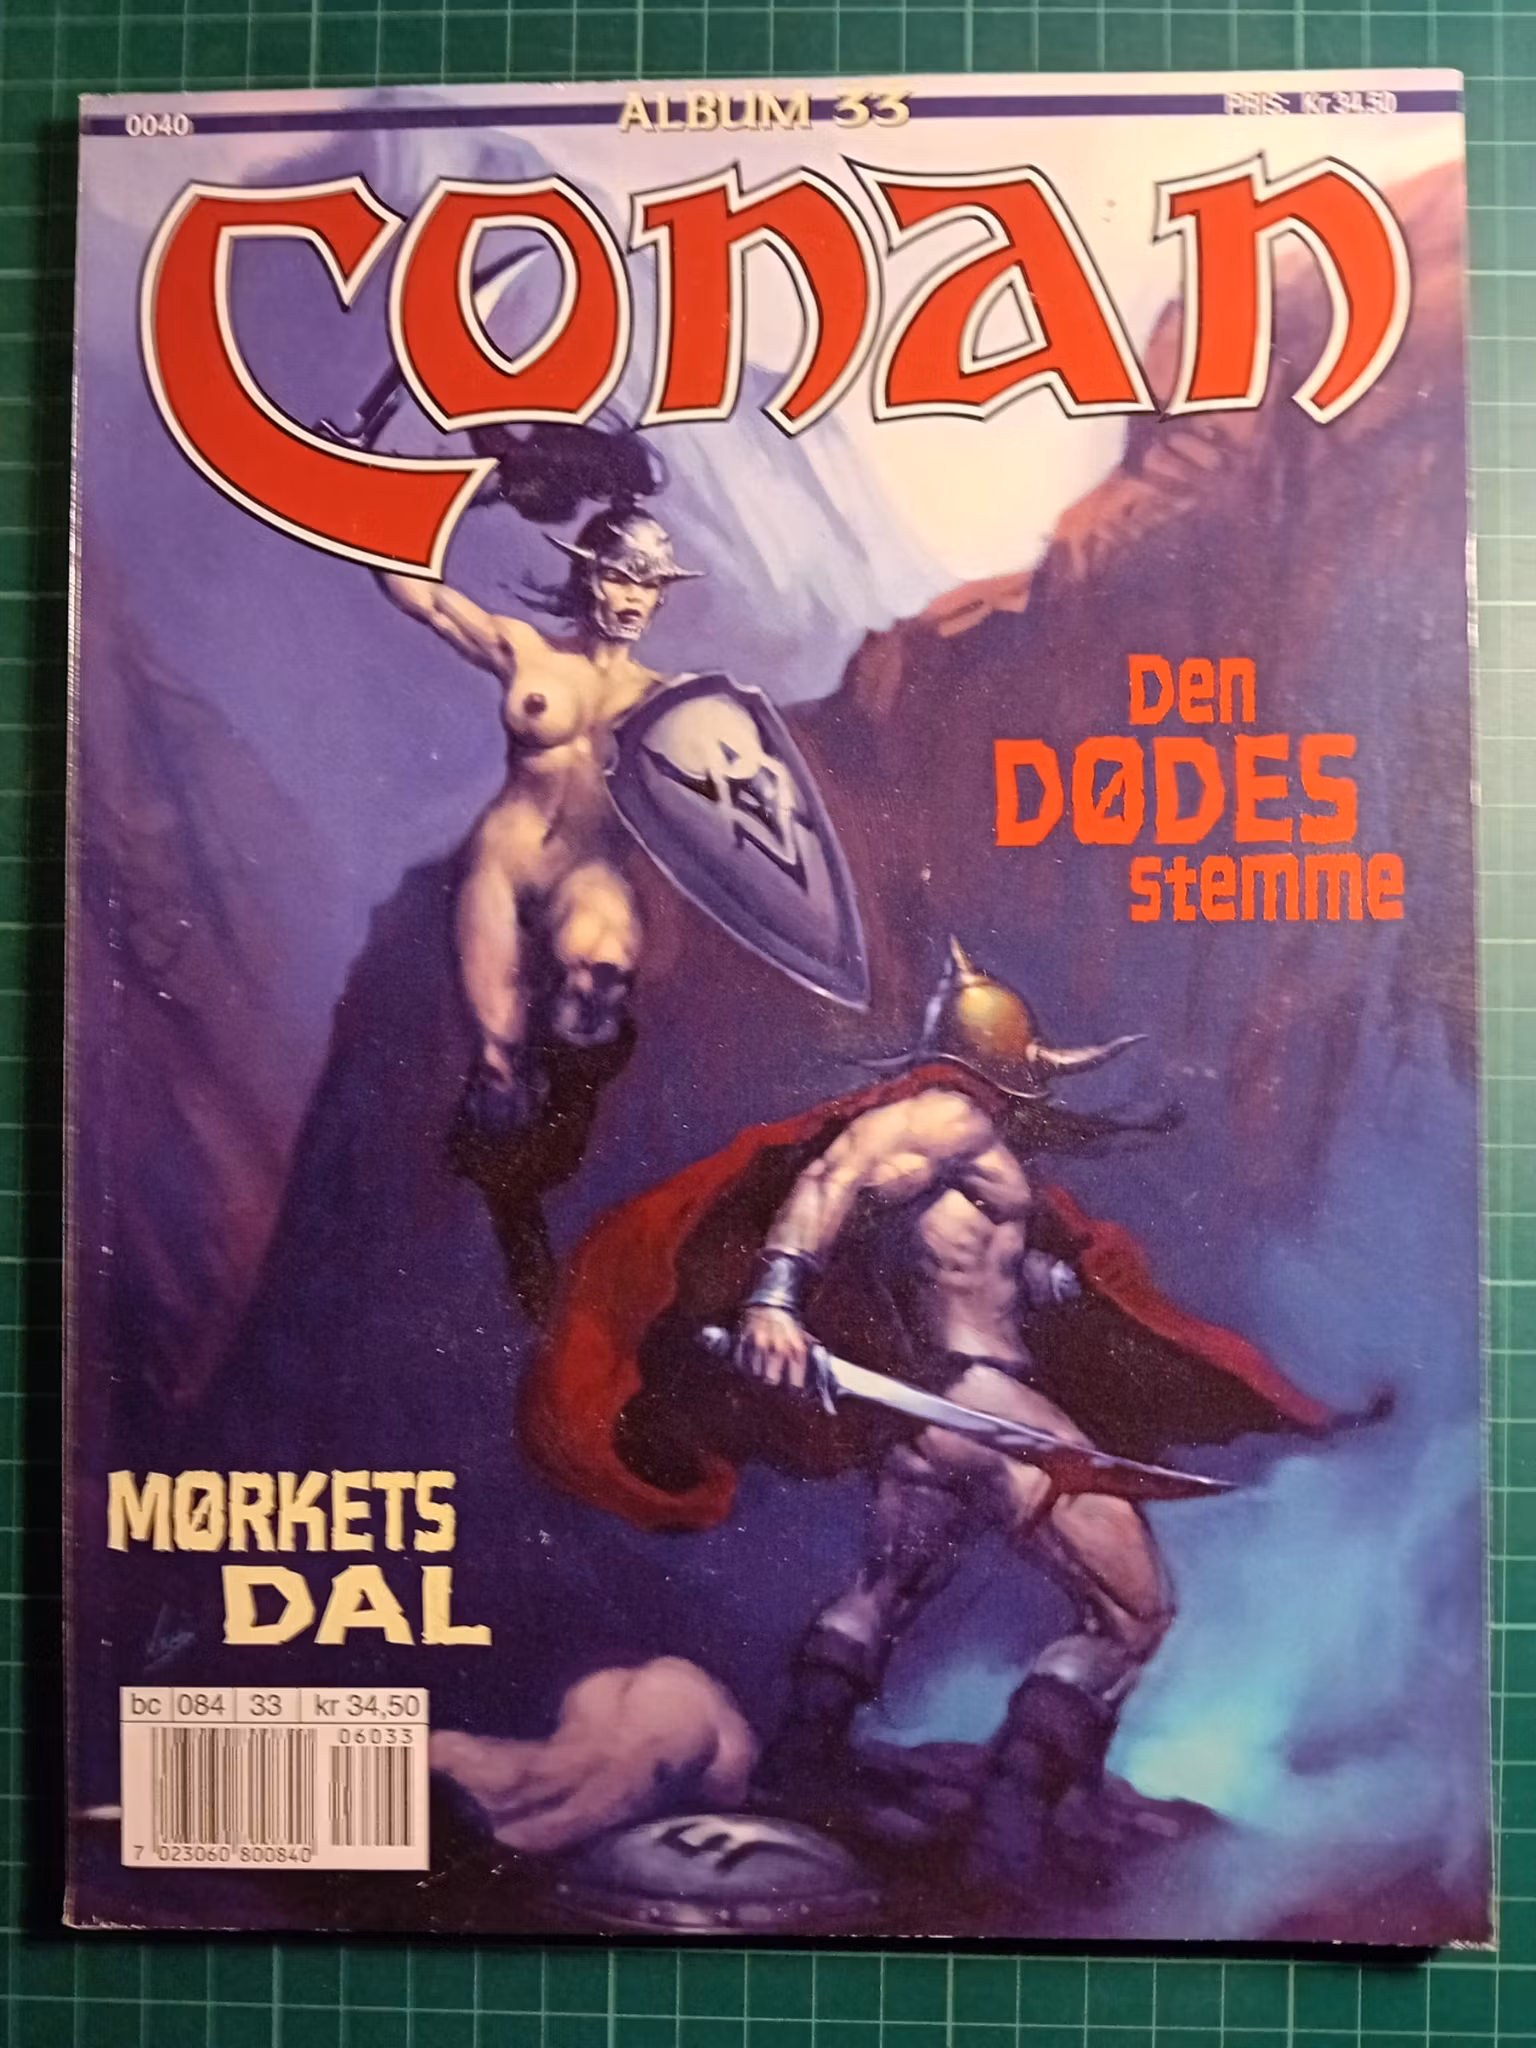 0040
ALBUM 33
PRIS: Kr 34.50
Conan
Den
DØDES
stemme
MØRKETS
DAL
bc 084 33 kr 34,50
06033
7 023060 800840